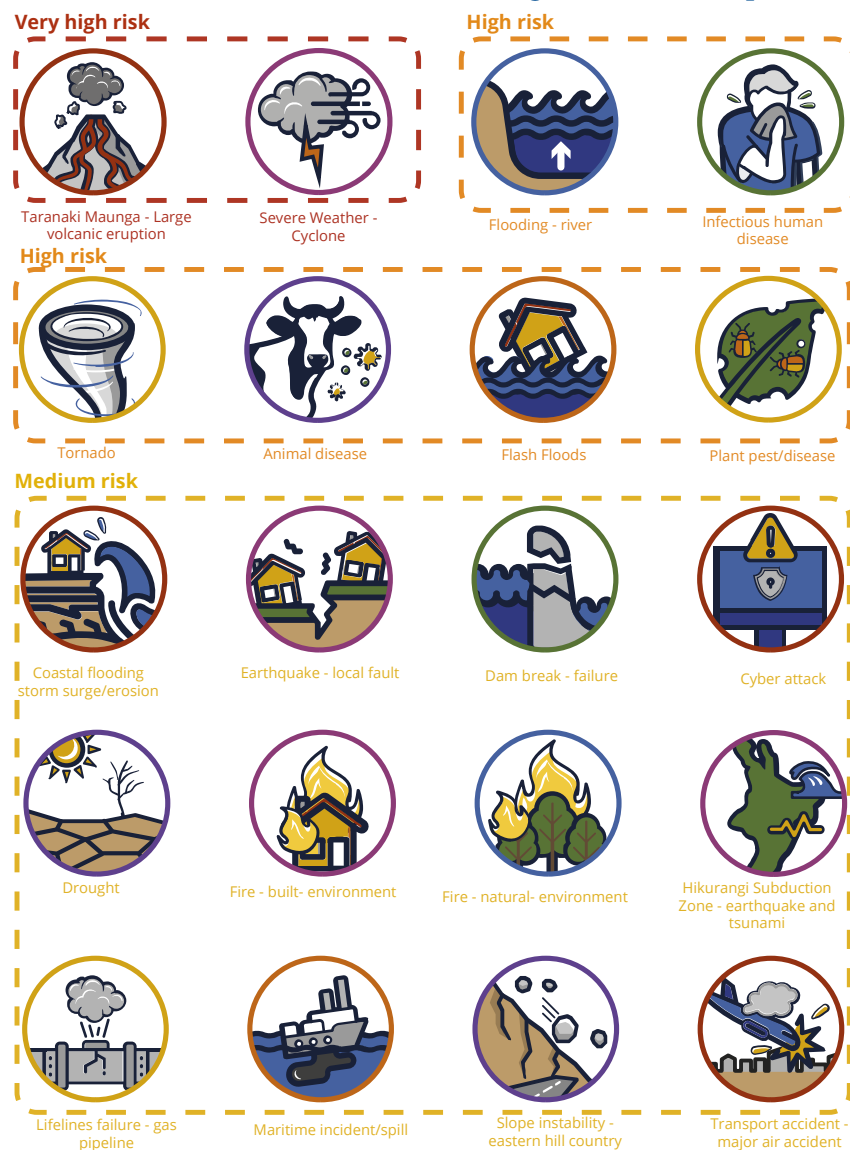 Very high risk
High risk
Taranaki Maunga - Large
volcanic eruption
Severe Weather -
Cyclone
Flooding - river
Infectious human
disease
High risk
Tornado
Animal disease
Flash Floods
Plant pest/disease
Medium risk
Coastal flooding
storm surge/erosion
Earthquake - local fault
Dam break - failure
Cyber attack
Drought
Fire - built- environment
Fire - natural- environment
Hikurangi Subduction
Zone - earthquake and
tsunami
Lifelines failure - gas
pipeline
Maritime incident/spill
Slope instability -
eastern hill country
Transport accident -
major air accident